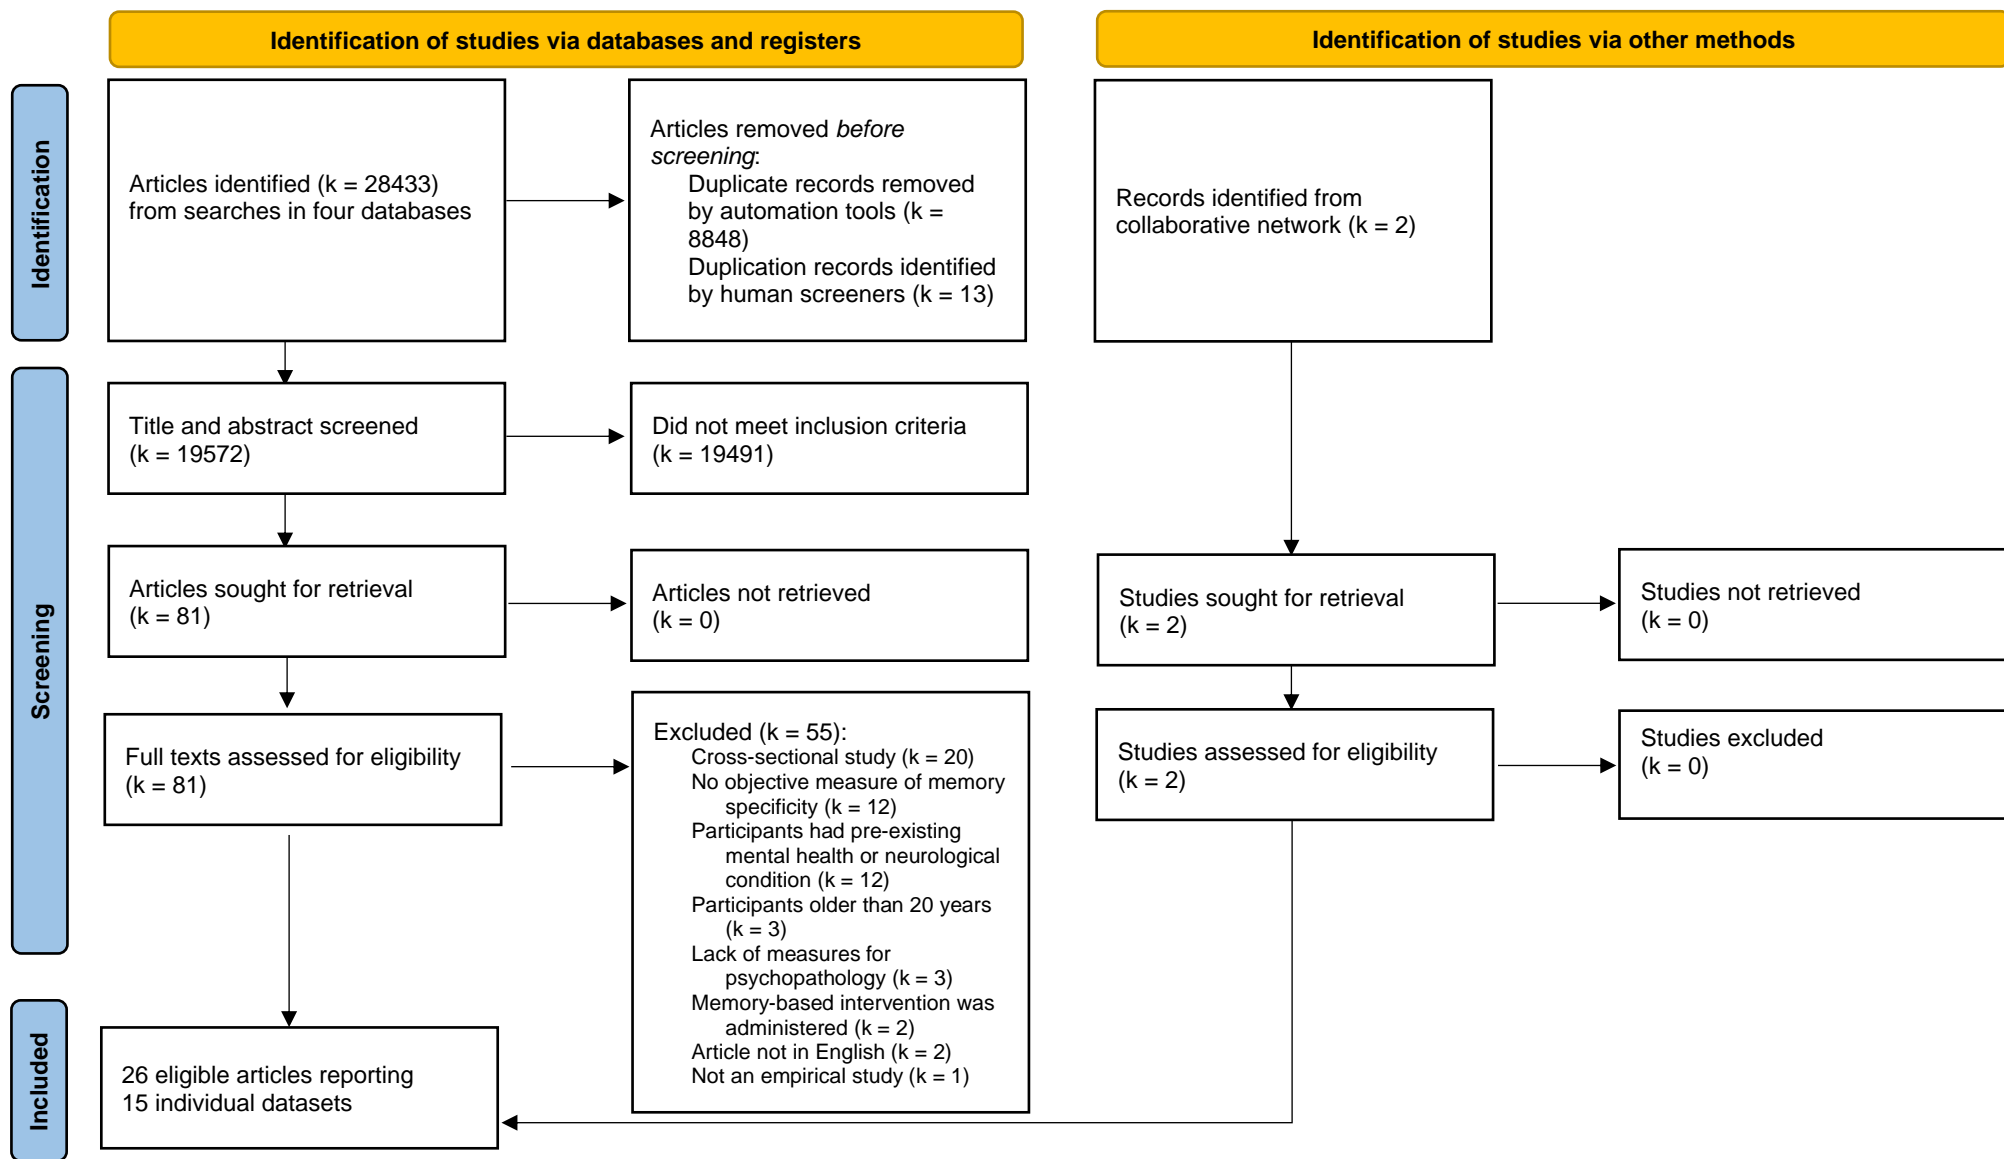 Identification of studies via databases and registers
Identification of studies via other methods
Identification
Articles identified (k = 28433)
from searches in four databases
Articles removed before
screening:
Duplicate records removed
by automation tools (k =
8848)
Duplication records identified
by human screeners (k = 13)
Records identified from
collaborative network (k = 2)
Screening
Title and abstract screened
(k = 19572)
Did not meet inclusion criteria
(k = 19491)
Articles sought for retrieval
(k = 81)
Articles not retrieved
(k = 0)
Studies sought for retrieval
(k = 2)
Studies not retrieved
(k = 0)
Full texts assessed for eligibility
(k = 81)
Excluded (k = 55):
Cross-sectional study (k = 20)
No objective measure of memory
specificity (k = 12)
Participants had pre-existing
mental health or neurological
condition (k = 12)
Participants older than 20 years
(k = 3)
Lack of measures for
psychopathology (k = 3)
Memory-based intervention was
administered (k = 2)
Article not in English (k = 2)
Not an empirical study (k = 1)
Studies assessed for eligibility
(k = 2)
Studies excluded
(k = 0)
Included
26 eligible articles reporting
15 individual datasets